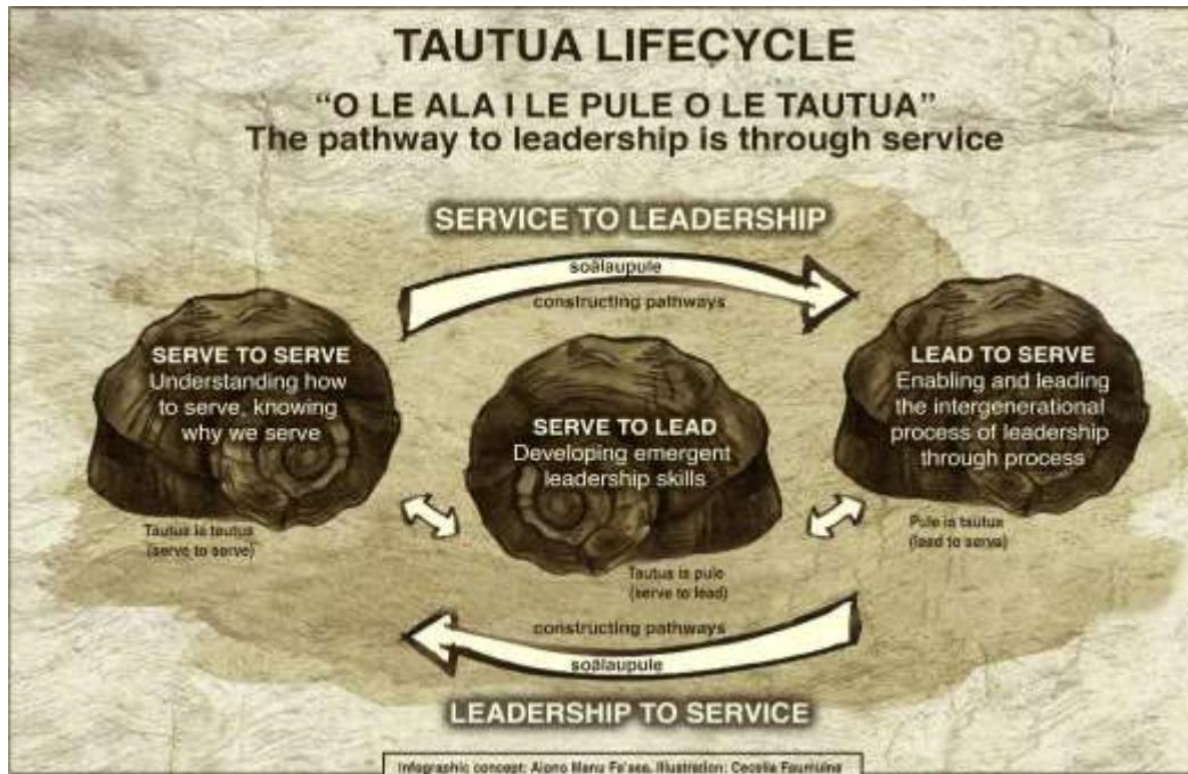 TAUTUA LIFECYCLE
“O LE ALA I LE PULE O LE TAUTUA”
The pathway to leadership is through service
SERVICE TO LEADERSHIP
soālaupule
constructing pathways
SERVE TO SERVE
Understanding how
to serve, knowing
why we serve
Tautua is tautua
(serve to serve)
SERVE TO LEAD
Developing emergent
leadership skills
Tautua is pule
(serve to lead)
LEAD TO SERVE
Enabling and leading
the intergenerational
process of leadership
through process
Pule is tautua
(lead to serve)
constructing pathways
soālaupule
LEADERSHIP TO SERVICE
Infographic concept: Aiono Manu Fa'aea. Illustration: Cecelia Faumuina